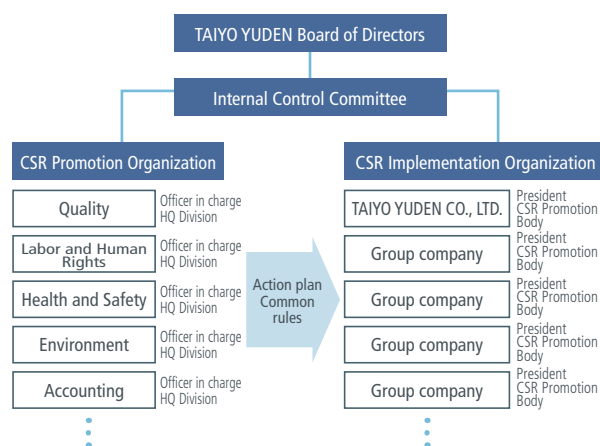 TAIYO YUDEN Board of Directors
Internal Control Committee
CSR Promotion Organization
Quality
Officer in charge
HQ Division
Labor and Human
Rights
Officer in charge
HQ Division
Health and Safety
Officer in charge
HQ Division
Environment
Officer in charge
HQ Division
Accounting
Officer in charge
HQ Division
Action plan
Common
rules
CSR Implementation Organization
TAIYO YUDEN CO., LTD.
President
CSR Promotion
Body
Group company
President
CSR Promotion
Body
Group company
President
CSR Promotion
Body
Group company
President
CSR Promotion
Body
Group company
President
CSR Promotion
Body